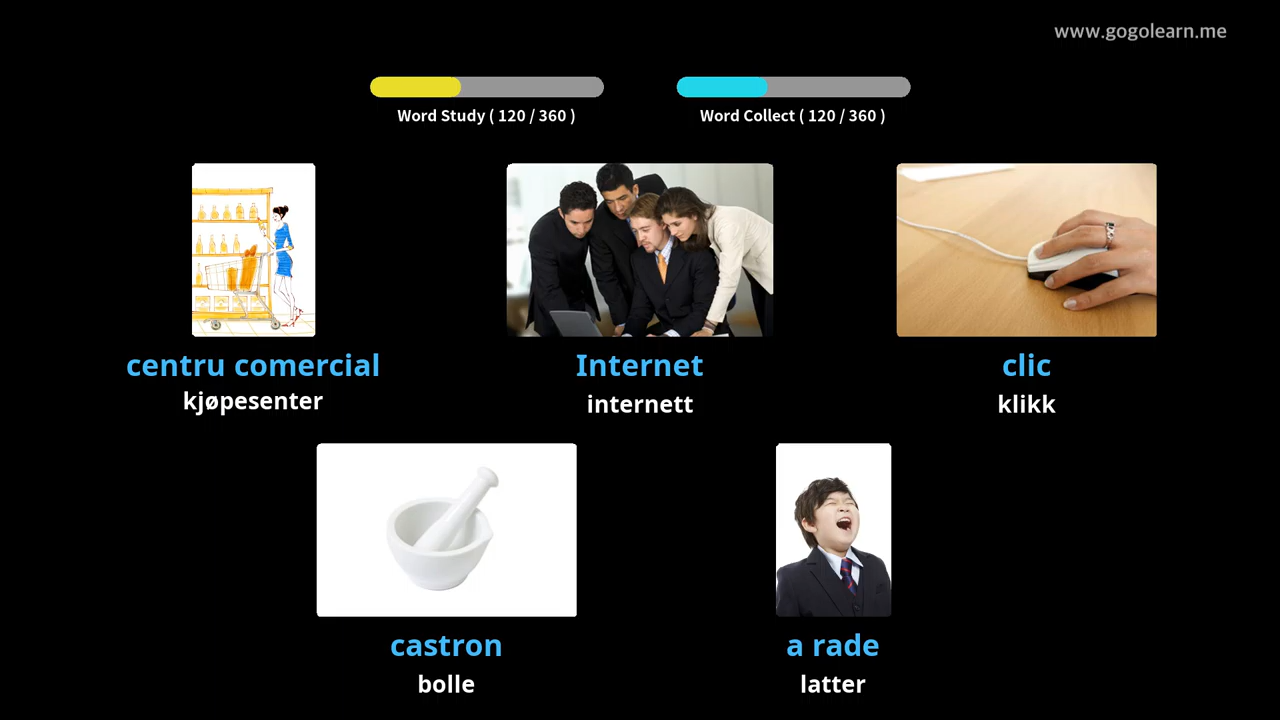 www.gogolearn.me
Word Study ( 120 / 360 )
Word Collect ( 120 / 360 )
centru comercial
kjøpesenter
Internet
internett
clic
klikk
castron
bolle
a rade
latter